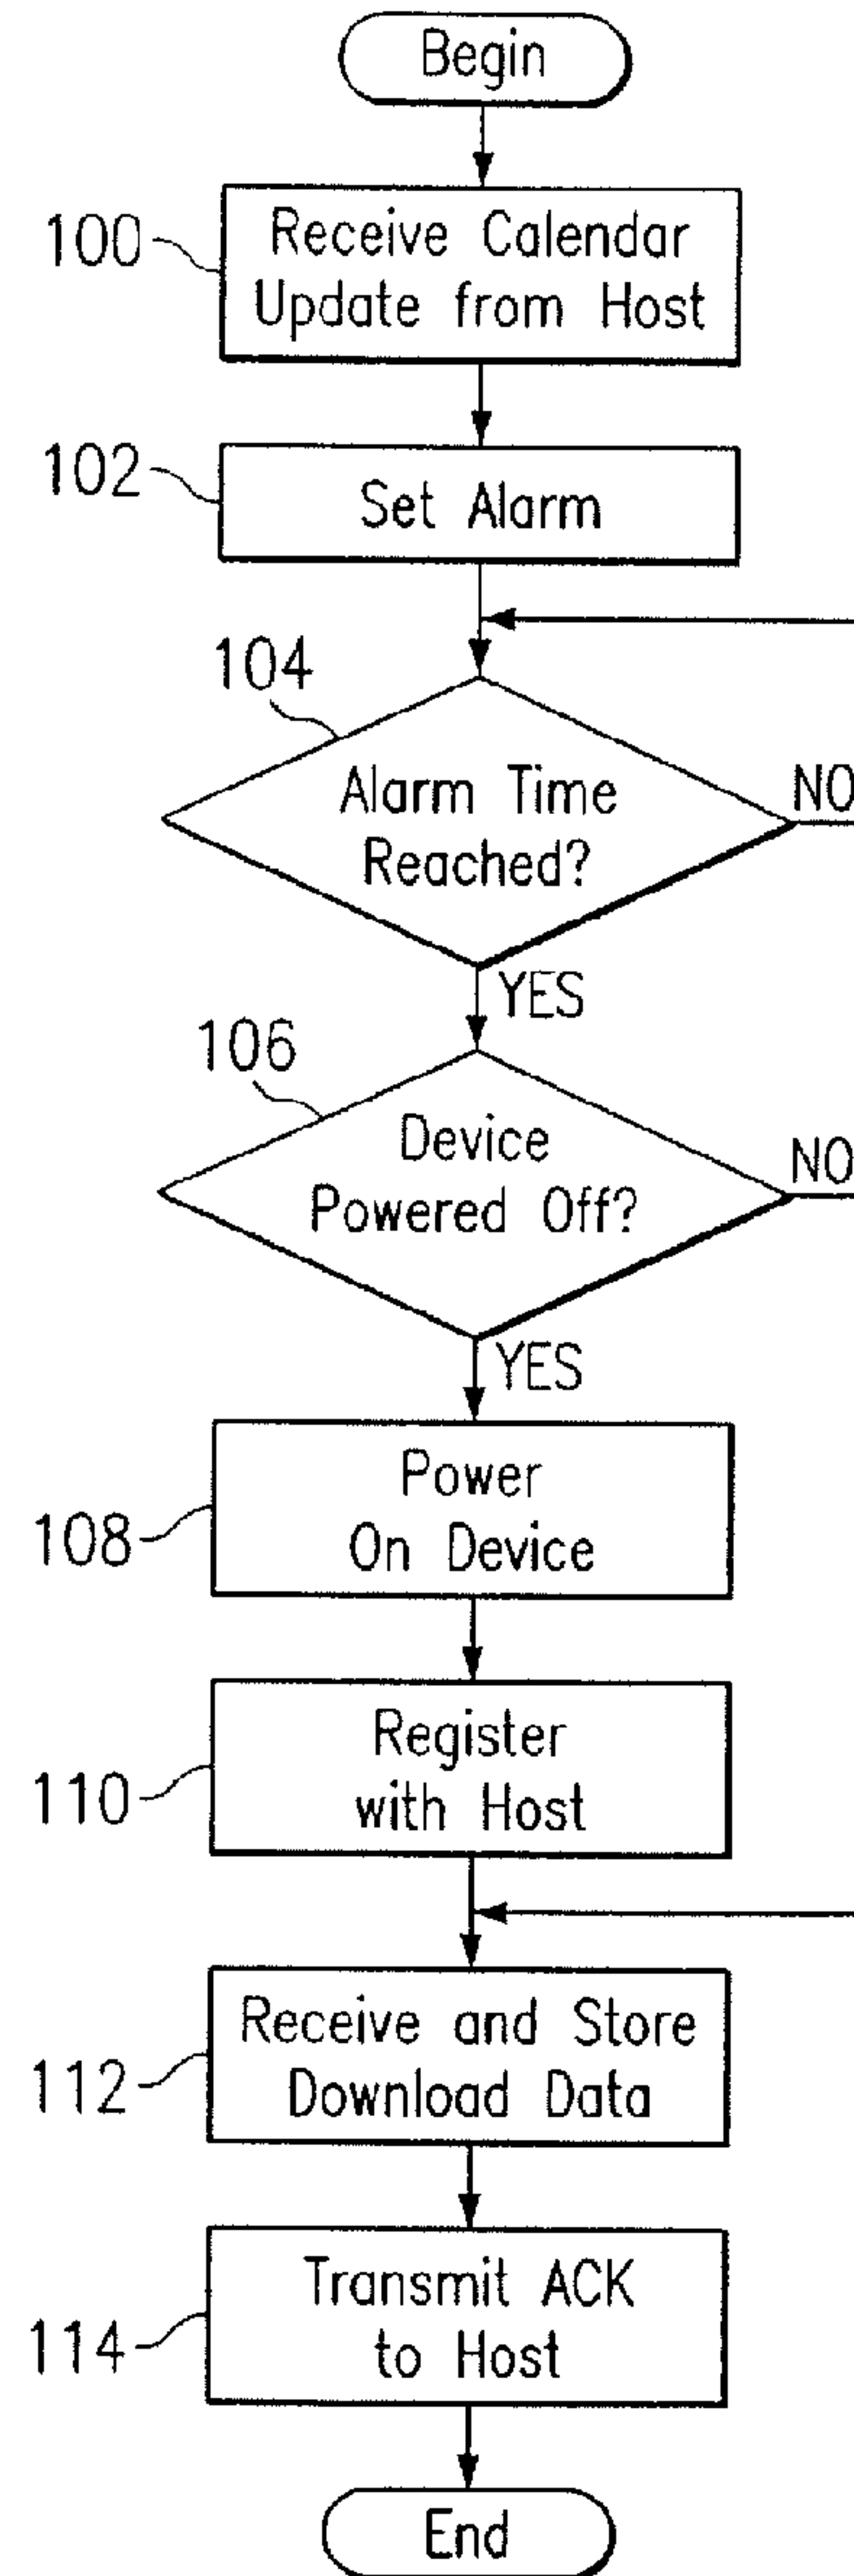 Begin
100
Receive Calendar
Update from Host
102
Set Alarm
104
Alarm Time
Reached?
NO
YES
106
Device
Powered Off?
NO
YES
108
Power
On Device
110
Register
with Host
112
Receive and Store
Download Data
114
Transmit ACK
to Host
End